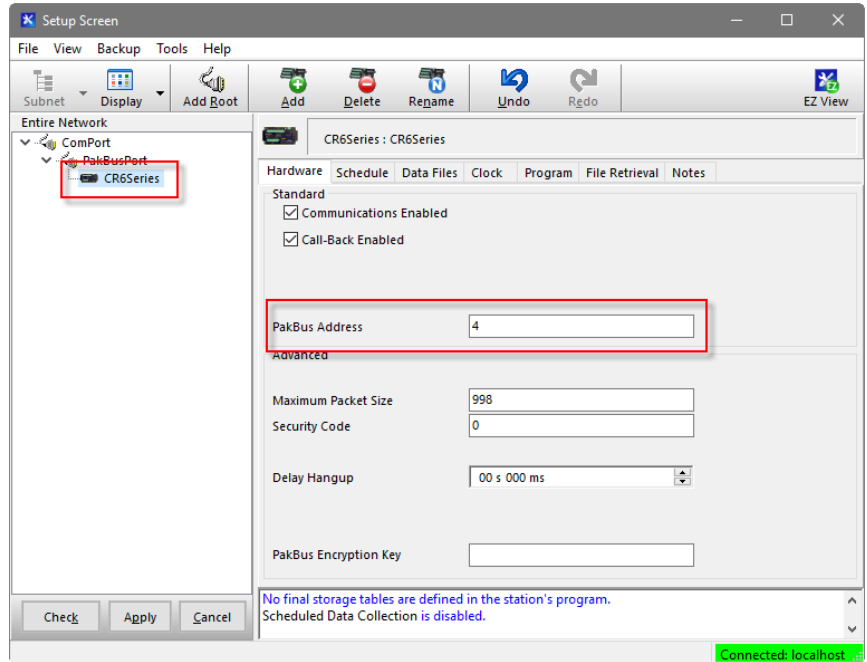 Setup Screen
File View Backup Tools Help
Subnet Display Add Root Add Delete Rename Undo Redo EZ View
Entire Network
ComPort
PakBusPort
CR6Series
CR6Series : CR6Series
Hardware Schedule Data Files Clock Program File Retrieval Notes
Standard
Communications Enabled
Call-Back Enabled
PakBus Address 4
Advanced
Maximum Packet Size 998
Security Code 0
Delay Hangup 00 s 000 ms
PakBus Encryption Key
No final storage tables are defined in the station's program.
Scheduled Data Collection is disabled.
Check Apply Cancel
Connected: localhost